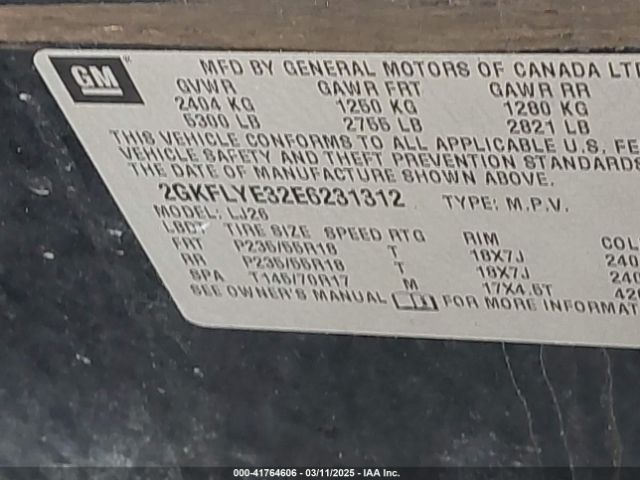 GM
MFD BY GENERAL MOTORS OF CANADA LTD
GVWR GAWR FRT GAWR RR
2404 KG 1250 KG 1280 KG
5300 LB 2755 LB 2821 LB
THIS VEHICLE CONFORMS TO ALL APPLICABLE U.S. FE
VEHICLE SAFETY AND THEFT PREVENTION STANDARDS
THE DATE OF MANUFACTURE SHOWN ABOVE.
2GKFLYE32E6231312 TYPE: M.P.V.
MODEL: LJ26
TIRE SIZE SPEED RTG RIM COL
FRT P235/55R18 T 18X7J 240
RR P235/55R18 T 18X7J 240
SPA T145/70R17 M 17X4.5T 420
SEE OWNER'S MANUAL FOR MORE INFORMAT
000-41764606 - 03/11/2025 - IAA Inc.